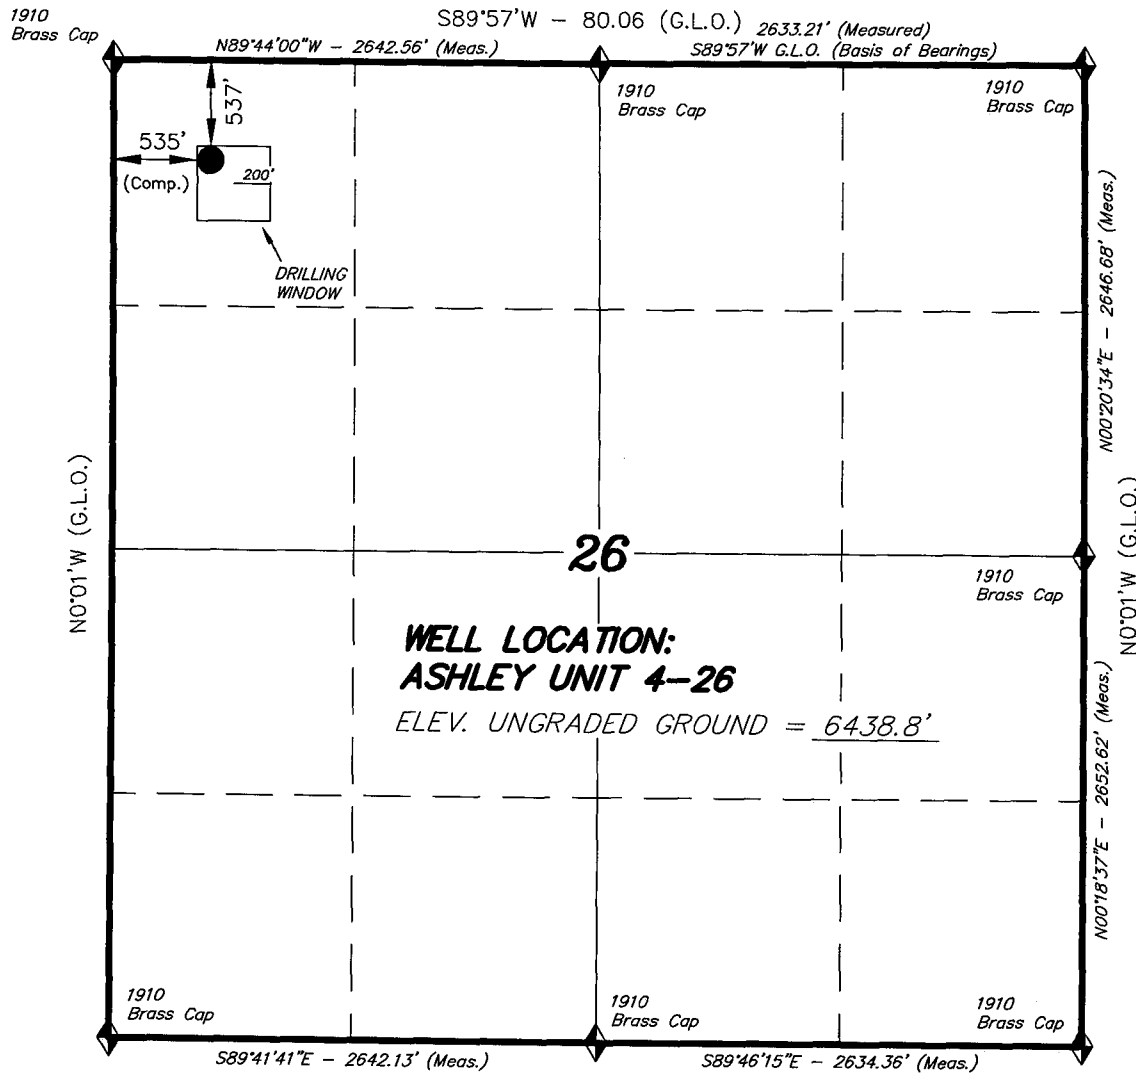 1910
Brass Cap
S89°57'W - 80.06 (G.L.O.)
2633.21' (Measured)
N89°44'00"W - 2642.56' (Meas.)
S89°57'W G.L.O. (Basis of Bearings)
1910
Brass Cap
1910
Brass Cap
537'
535'
(Comp.)
200'
DRILLING
WINDOW
N00°20'34"E - 2646.68' (Meas.)
N0°01'W (G.L.O.)
N0°01'W (G.L.O.)
26
1910
Brass Cap
WELL LOCATION:
ASHLEY UNIT 4-26
ELEV. UNGRADED GROUND = 6438.8'
N00°18'37"E - 2652.62' (Meas.)
1910
Brass Cap
1910
Brass Cap
1910
Brass Cap
S89°41'41"E - 2642.13' (Meas.)
S89°46'15"E - 2634.36' (Meas.)